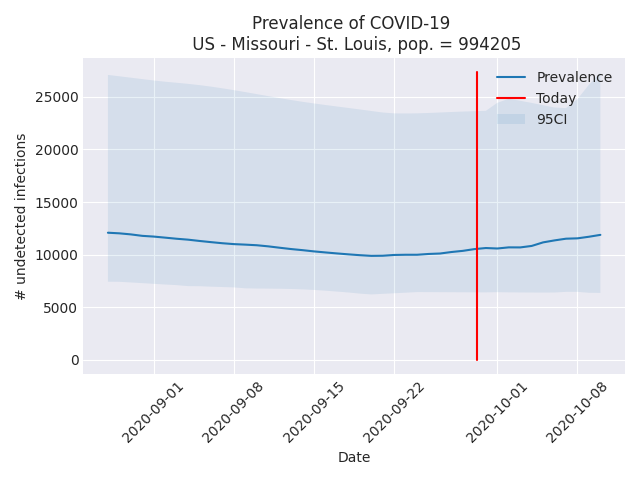 Prevalence of COVID-19
US - Missouri - St. Louis, pop. = 994205
Prevalence
Today
95CI
# undetected infections
25000
20000
15000
10000
5000
0
2020-09-01
2020-09-08
2020-09-15
2020-09-22
2020-10-01
2020-10-08
Date